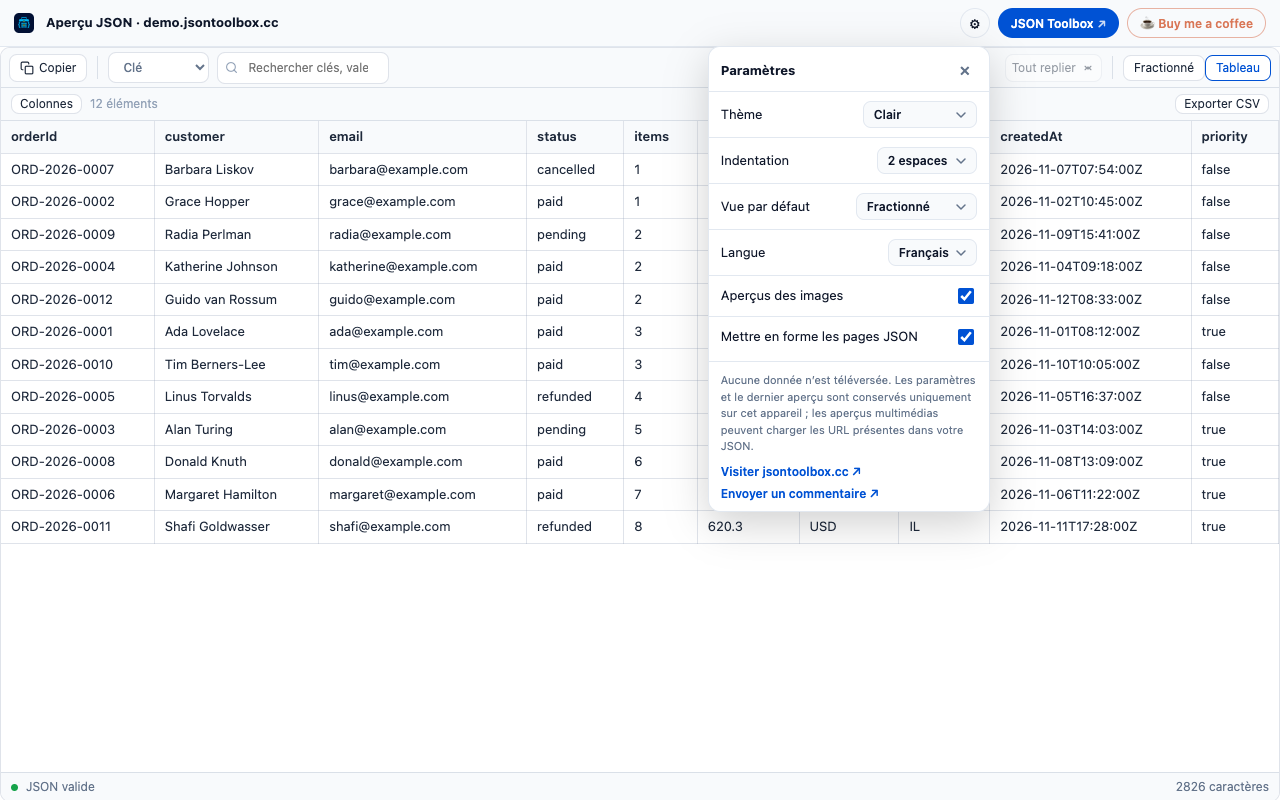 Aperçu JSON · demo.jsontoolbox.cc
JSON Toolbox ↗
Buy me a coffee
Copier
Clé
Rechercher clés, vale
Tout replier
Fractionné
Tableau
Colonnes
12 éléments
Exporter CSV
orderId customer email status items createdAt priority
ORD-2026-0007 Barbara Liskov barbara@example.com cancelled 1 2026-11-07T07:54:00Z false
ORD-2026-0002 Grace Hopper grace@example.com paid 1 2026-11-02T10:45:00Z false
ORD-2026-0009 Radia Perlman radia@example.com pending 2 2026-11-09T15:41:00Z false
ORD-2026-0004 Katherine Johnson katherine@example.com paid 2 2026-11-04T09:18:00Z false
ORD-2026-0012 Guido van Rossum guido@example.com paid 2 2026-11-12T08:33:00Z false
ORD-2026-0001 Ada Lovelace ada@example.com paid 3 2026-11-01T08:12:00Z true
ORD-2026-0010 Tim Berners-Lee tim@example.com paid 3 2026-11-10T10:05:00Z false
ORD-2026-0005 Linus Torvalds linus@example.com refunded 4 2026-11-05T16:37:00Z false
ORD-2026-0003 Alan Turing alan@example.com pending 5 2026-11-03T14:03:00Z true
ORD-2026-0008 Donald Knuth donald@example.com paid 6 2026-11-08T13:09:00Z true
ORD-2026-0006 Margaret Hamilton margaret@example.com paid 7 2026-11-06T11:22:00Z true
ORD-2026-0011 Shafi Goldwasser shafi@example.com refunded 8 620.3 USD IL 2026-11-11T17:28:00Z true
Paramètres
Thème Clair
Indentation 2 espaces
Vue par défaut Fractionné
Langue Français
Aperçus des images
Mettre en forme les pages JSON
Aucune donnée n’est téléversée. Les paramètres
et le dernier aperçu sont conservés uniquement
sur cet appareil ; les aperçus multimédias
peuvent charger les URL présentes dans votre
JSON.
Visiter jsontoolbox.cc ↗
Envoyer un commentaire ↗
JSON valide
2826 caractères